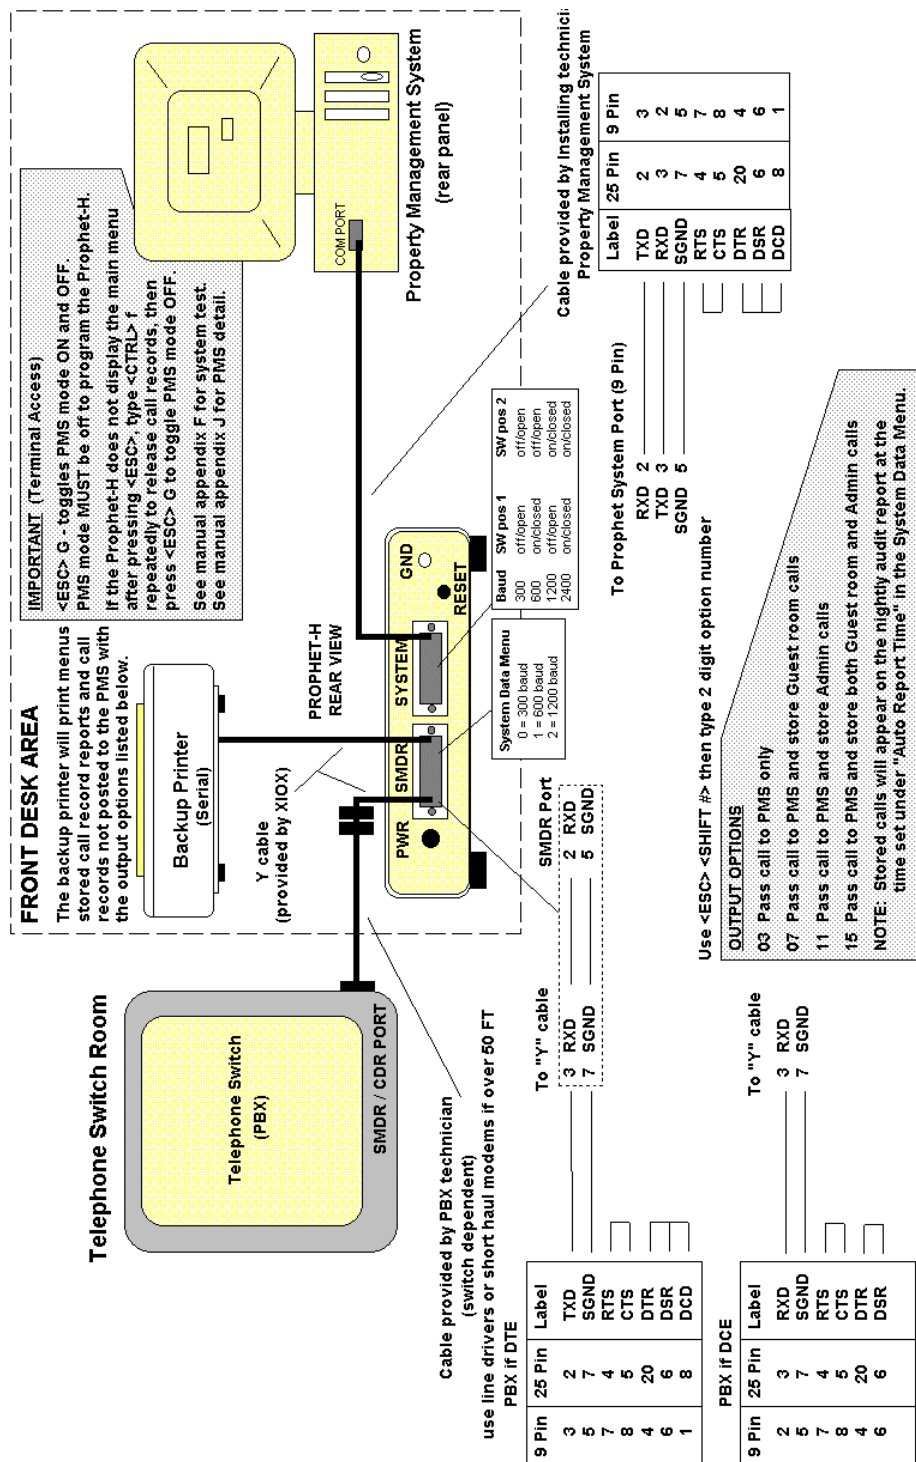 Telephone Switch Room
Telephone Switch
(PBX)
SMDR / CDR PORT
FRONT DESK AREA
The backup printer will print menus
stored call record reports and call
records not posted to the PMS with
the output options listed below.
Backup Printer
(Serial)
IMPORTANT (Terminal Access)
<ESC> G - toggles PMS mode ON and OFF.
PMS mode MUST be off to program the Prophet-H.
If the Prophet-H does not display the main menu
after pressing <ESC>, type <CTRL> f
repeatedly to release call records, then
press <ESC> G to toggle PMS mode OFF.
See manual appendix F for system test.
See manual appendix J for PMS detail.
COM PORT
Property Management System
(rear panel)
Y cable
(provided by XIOX)
PROPHET-H
REAR VIEW
PWR
SMDR
SYSTEM
RESET
GND
System Data Menu
0 = 300 baud
1 = 600 baud
2 = 1200 baud
Baud SW pos 1 SW pos 2
300 off/open off/open
600 on/closed off/open
1200 off/open on/closed
2400 on/closed on/closed
Cable provided by PBX technician
(switch dependent)
use line drivers or short haul modems if over 50 FT
PBX if DTE
9 Pin 25 Pin Label
3 2 TXD
5 7 SGND
7 4 RTS
8 5 CTS
4 20 DTR
6 6 DSR
1 8 DCD
To "Y" cable
3 RXD
7 SGND
SMDR Port
2 RXD
5 SGND
Cable provided by Installing technici
Property Management System
To Prophet System Port (9 Pin)
RXD 2
TXD 3
SGND 5
Label 25 Pin 9 Pin
TXD 2 3
RXD 3 2
SGND 7 5
RTS 4 7
CTS 5 8
DTR 20 4
DSR 6 6
DCD 8 1
PBX if DCE
9 Pin 25 Pin Label
2 3 RXD
5 7 SGND
7 4 RTS
8 5 CTS
4 20 DTR
6 6 DSR
To "Y" cable
3 RXD
7 SGND
Use <ESC> <SHIFT #> then type 2 digit option number
OUTPUT OPTIONS
03 Pass call to PMS only
07 Pass call to PMS and store Guest room calls
11 Pass call to PMS and store Admin calls
15 Pass call to PMS and store both Guest room and Admin calls
NOTE: Stored calls will appear on the nightly audit report at the
time set under "Auto Report Time" in the System Data Menu.